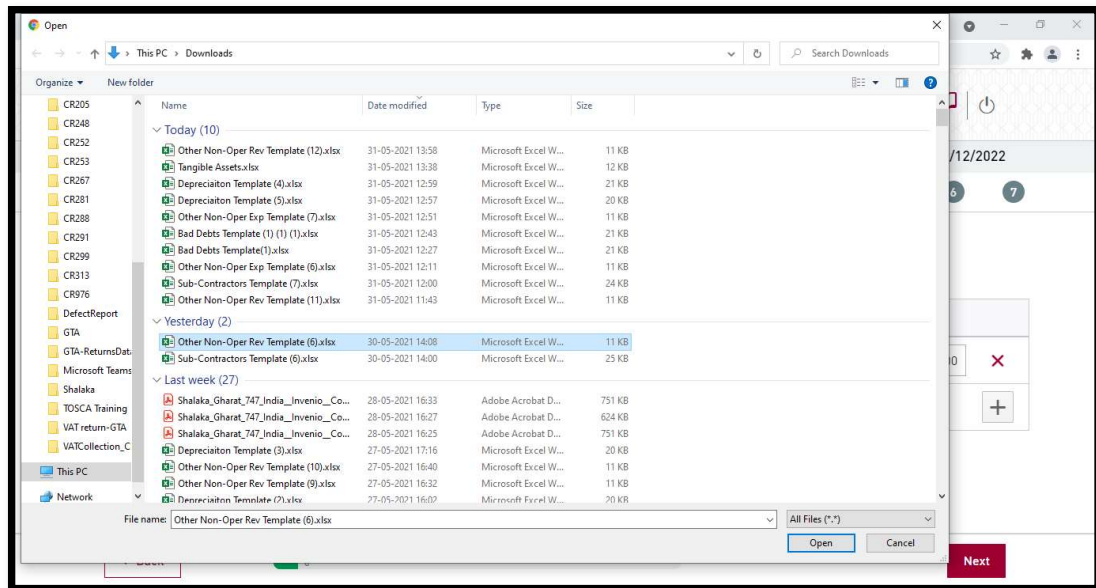 Open
This PC > Downloads
Search Downloads
Organize New folder
CR205
CR248
CR252
CR253
CR267
CR281
CR288
CR291
CR299
CR313
CR976
DefectReport
GTA
GTA-ReturnsDat
Microsoft Teams
Shalaka
TOSCA Training
VAT return-GTA
VATCollection_C
This PC
Network
Name Date modified Type Size
Today (10)
Other Non-Oper Rev Template (12).xlsx 31-05-2021 13:58 Microsoft Excel W... 11 KB
Tangible Assets.xlsx 31-05-2021 13:38 Microsoft Excel W... 12 KB
Depreciaiton Template (4).xlsx 31-05-2021 12:59 Microsoft Excel W... 21 KB
Depreciaiton Template (5).xlsx 31-05-2021 12:57 Microsoft Excel W... 20 KB
Other Non-Oper Exp Template (7).xlsx 31-05-2021 12:51 Microsoft Excel W... 11 KB
Bad Debts Template (1) (1) (1).xlsx 31-05-2021 12:43 Microsoft Excel W... 21 KB
Bad Debts Template(1).xlsx 31-05-2021 12:27 Microsoft Excel W... 21 KB
Other Non-Oper Exp Template (6).xlsx 31-05-2021 12:11 Microsoft Excel W... 11 KB
Sub-Contractors Template (7).xlsx 31-05-2021 12:00 Microsoft Excel W... 24 KB
Other Non-Oper Rev Template (11).xlsx 31-05-2021 11:43 Microsoft Excel W... 11 KB
Yesterday (2)
Other Non-Oper Rev Template (6).xlsx 30-05-2021 14:08 Microsoft Excel W... 11 KB
Sub-Contractors Template (6).xlsx 30-05-2021 14:00 Microsoft Excel W... 25 KB
Last week (27)
Shalaka_Gharat_747_India__Invenio__Co... 28-05-2021 16:33 Adobe Acrobat D... 751 KB
Shalaka_Gharat_747_India__Invenio__Co... 28-05-2021 16:27 Adobe Acrobat D... 624 KB
Shalaka_Gharat_747_India__Invenio__Co... 28-05-2021 16:25 Adobe Acrobat D... 751 KB
Depreciaiton Template (3).xlsx 27-05-2021 17:16 Microsoft Excel W... 20 KB
Other Non-Oper Rev Template (10).xlsx 27-05-2021 16:40 Microsoft Excel W... 11 KB
Other Non-Oper Rev Template (9).xlsx 27-05-2021 16:32 Microsoft Excel W... 11 KB
Depreciaiton Template (2).xlsx 27-05-2021 16:02 Microsoft Excel W... 20 KB
File name: Other Non-Oper Rev Template (6).xlsx All Files (*.*)
Open Cancel
/12/2022
6 7
Next